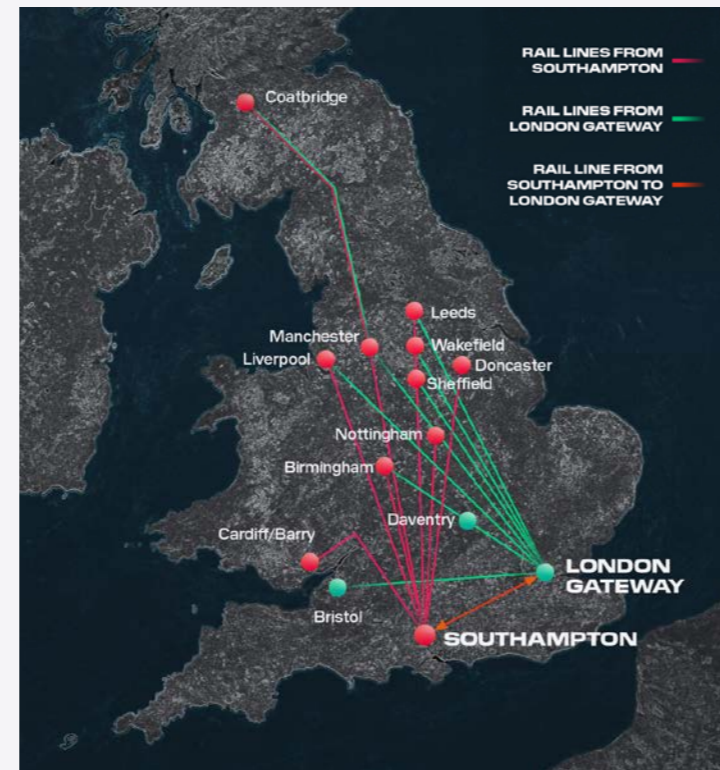 RAIL LINES FROM
SOUTHAMPTON
RAIL LINES FROM
LONDON GATEWAY
RAIL LINE FROM
SOUTHAMPTON TO
LONDON GATEWAY
Coatbridge
Leeds
Manchester
Wakefield
Liverpool
Doncaster
Sheffield
Nottingham
Birmingham
Daventry
Cardiff/Barry
LONDON
GATEWAY
Bristol
SOUTHAMPTON